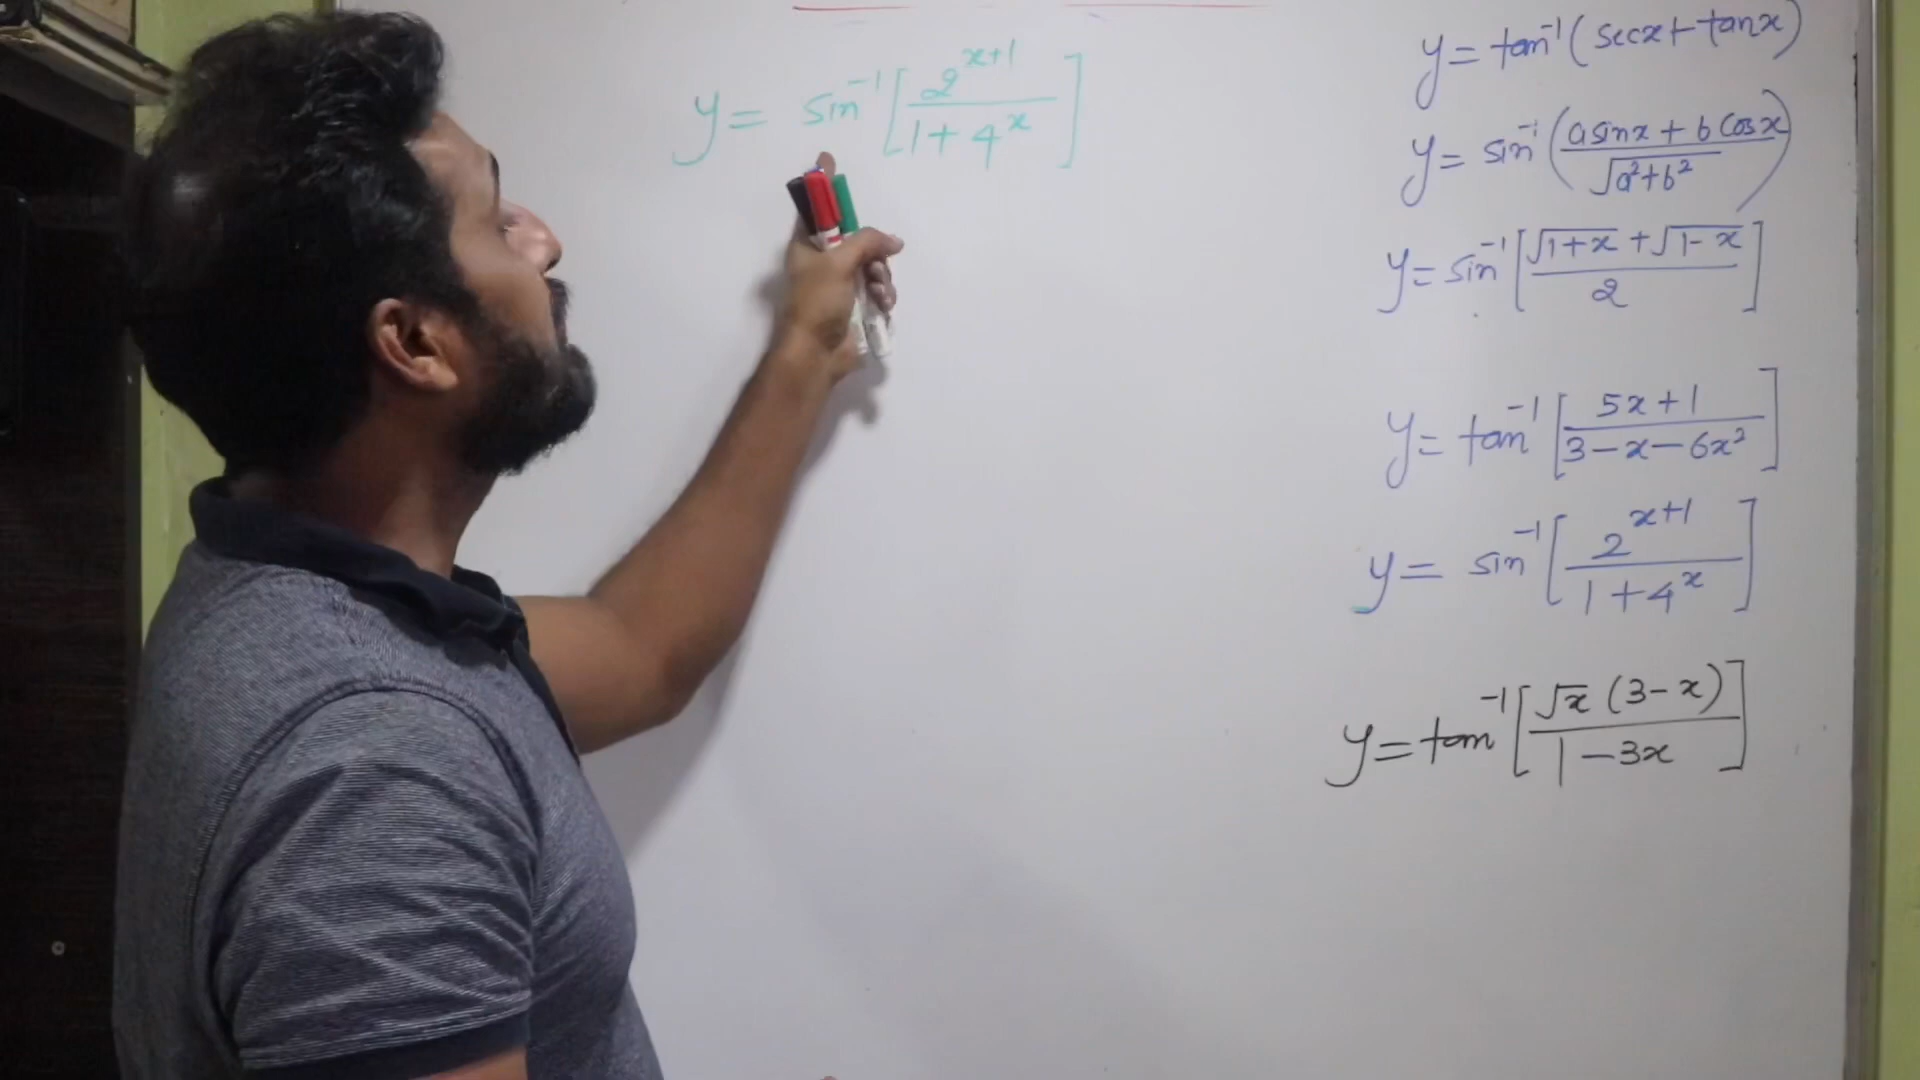 y = sin⁻¹ [ 2^(x+1) / (1 + 4^x) ]
y = tan⁻¹ ( secx + tanx )
y = sin⁻¹ ( (a sinx + b cosx) / √(a²+b²) )
y = sin⁻¹ [ (√(1+x) + √(1-x)) / 2 ]
y = tan⁻¹ [ (5x+1) / (3-x-6x²) ]
y = sin⁻¹ [ 2^(x+1) / (1+4^x) ]
y = tan⁻¹ [ √x (3-x) / (1-3x) ]